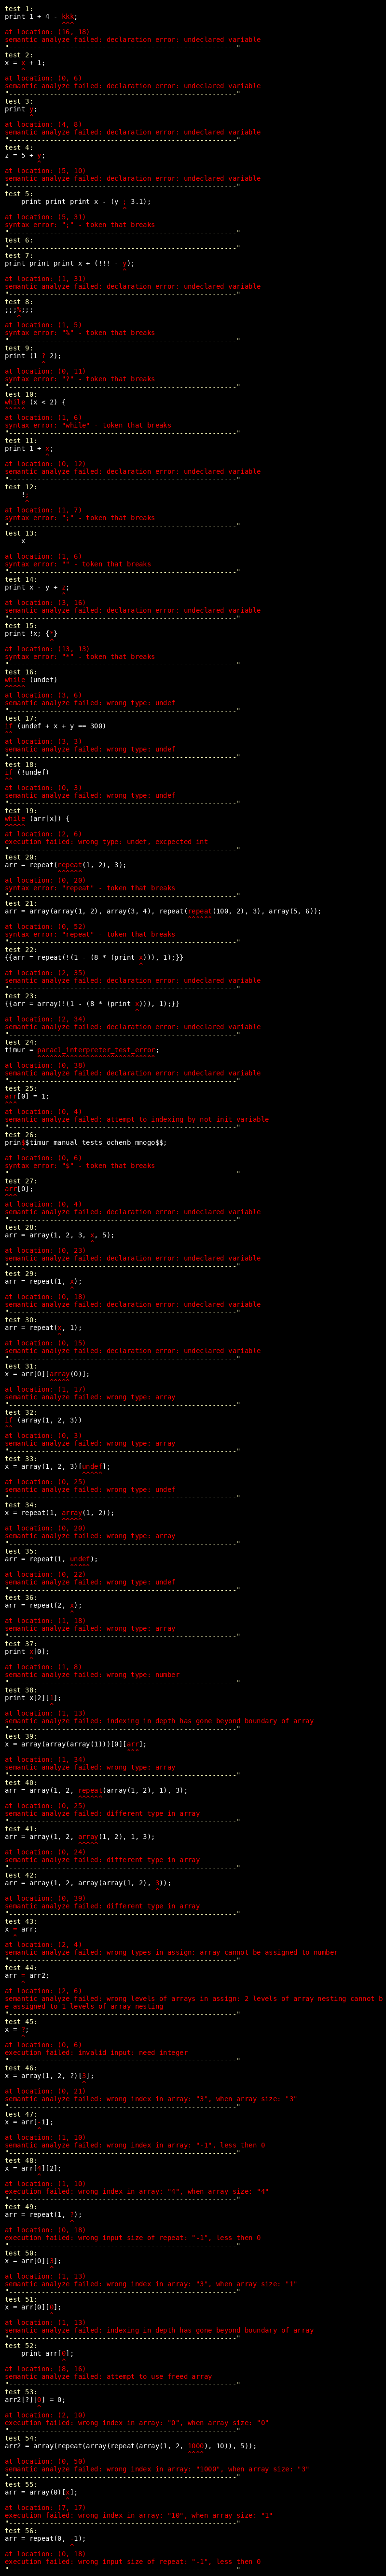 test 1:
print 1 + 4 - kkk;
              ^^^
at location: (16, 18)
semantic analyze failed: declaration error: undeclared variable
"--------------------------------------------------------"
test 2:
x = x + 1;
    ^
at location: (0, 6)
semantic analyze failed: declaration error: undeclared variable
"--------------------------------------------------------"
test 3:
print y;
      ^
at location: (4, 8)
semantic analyze failed: declaration error: undeclared variable
"--------------------------------------------------------"
test 4:
z = 5 + y;
        ^
at location: (5, 10)
semantic analyze failed: declaration error: undeclared variable
"--------------------------------------------------------"
test 5:
    print print print x - (y ; 3.1);
                             ^
at location: (5, 31)
syntax error: ";" - token that breaks
"--------------------------------------------------------"
test 6:
"--------------------------------------------------------"
test 7:
print print print x + (!!! - y);
                             ^
at location: (1, 31)
semantic analyze failed: declaration error: undeclared variable
"--------------------------------------------------------"
test 8:
;;;%;;;
   ^
at location: (1, 5)
syntax error: "%" - token that breaks
"--------------------------------------------------------"
test 9:
print (1 ? 2);
         ^
at location: (0, 11)
syntax error: "?" - token that breaks
"--------------------------------------------------------"
test 10:
while (x < 2) {
^^^^^
at location: (1, 6)
syntax error: "while" - token that breaks
"--------------------------------------------------------"
test 11:
print 1 + x;
          ^
at location: (0, 12)
semantic analyze failed: declaration error: undeclared variable
"--------------------------------------------------------"
test 12:
    !;
     ^
at location: (1, 7)
syntax error: ";" - token that breaks
"--------------------------------------------------------"
test 13:
    x
at location: (1, 6)
syntax error: "" - token that breaks
"--------------------------------------------------------"
test 14:
print x - y + z;
              ^
at location: (3, 16)
semantic analyze failed: declaration error: undeclared variable
"--------------------------------------------------------"
test 15:
print !x; {*}
           ^
at location: (13, 13)
syntax error: "*" - token that breaks
"--------------------------------------------------------"
test 16:
while (undef)
^^^^^
at location: (3, 6)
semantic analyze failed: wrong type: undef
"--------------------------------------------------------"
test 17:
if (undef + x + y == 300)
^^
at location: (3, 3)
semantic analyze failed: wrong type: undef
"--------------------------------------------------------"
test 18:
if (!undef)
^^
at location: (0, 3)
semantic analyze failed: wrong type: undef
"--------------------------------------------------------"
test 19:
while (arr[x]) {
^^^^^
at location: (2, 6)
execution failed: wrong type: undef, excpected int
"--------------------------------------------------------"
test 20:
arr = repeat(repeat(1, 2), 3);
             ^^^^^^
at location: (0, 20)
syntax error: "repeat" - token that breaks
"--------------------------------------------------------"
test 21:
arr = array(array(1, 2), array(3, 4), repeat(repeat(100, 2), 3), array(5, 6));
                                             ^^^^^^
at location: (0, 52)
syntax error: "repeat" - token that breaks
"--------------------------------------------------------"
test 22:
{{arr = repeat(!(1 - (8 * (print x))), 1);}}
                                 ^
at location: (2, 35)
semantic analyze failed: declaration error: undeclared variable
"--------------------------------------------------------"
test 23:
{{arr = array(!(1 - (8 * (print x))), 1);}}
                                ^
at location: (2, 34)
semantic analyze failed: declaration error: undeclared variable
"--------------------------------------------------------"
test 24:
timur = paracl_interpreter_test_error;
        ^^^^^^^^^^^^^^^^^^^^^^^^^^^^^
at location: (0, 38)
semantic analyze failed: declaration error: undeclared variable
"--------------------------------------------------------"
test 25:
arr[0] = 1;
^^^
at location: (0, 4)
semantic analyze failed: attempt to indexing by not init variable
"--------------------------------------------------------"
test 26:
prin$$timur_manual_tests_ochenb_mnogo$$;
    ^
at location: (0, 6)
syntax error: "$" - token that breaks
"--------------------------------------------------------"
test 27:
arr[0];
^^^
at location: (0, 4)
semantic analyze failed: declaration error: undeclared variable
"--------------------------------------------------------"
test 28:
arr = array(1, 2, 3, x, 5);
                     ^
at location: (0, 23)
semantic analyze failed: declaration error: undeclared variable
"--------------------------------------------------------"
test 29:
arr = repeat(1, x);
                ^
at location: (0, 18)
semantic analyze failed: declaration error: undeclared variable
"--------------------------------------------------------"
test 30:
arr = repeat(x, 1);
             ^
at location: (0, 15)
semantic analyze failed: declaration error: undeclared variable
"--------------------------------------------------------"
test 31:
x = arr[0][array(0)];
           ^^^^^
at location: (1, 17)
semantic analyze failed: wrong type: array
"--------------------------------------------------------"
test 32:
if (array(1, 2, 3))
^^
at location: (0, 3)
semantic analyze failed: wrong type: array
"--------------------------------------------------------"
test 33:
x = array(1, 2, 3)[undef];
                   ^^^^^
at location: (0, 25)
semantic analyze failed: wrong type: undef
"--------------------------------------------------------"
test 34:
x = repeat(1, array(1, 2));
              ^^^^^
at location: (0, 20)
semantic analyze failed: wrong type: array
"--------------------------------------------------------"
test 35:
arr = repeat(1, undef);
                ^^^^^
at location: (0, 22)
semantic analyze failed: wrong type: undef
"--------------------------------------------------------"
test 36:
arr = repeat(2, x);
                ^
at location: (1, 18)
semantic analyze failed: wrong type: array
"--------------------------------------------------------"
test 37:
print x[0];
      ^
at location: (1, 8)
semantic analyze failed: wrong type: number
"--------------------------------------------------------"
test 38:
print x[2][1];
           ^
at location: (1, 13)
semantic analyze failed: indexing in depth has gone beyond boundary of array
"--------------------------------------------------------"
test 39:
x = array(array(array(1)))[0][arr];
                              ^^^
at location: (1, 34)
semantic analyze failed: wrong type: array
"--------------------------------------------------------"
test 40:
arr = array(1, 2, repeat(array(1, 2), 1), 3);
                  ^^^^^^
at location: (0, 25)
semantic analyze failed: different type in array
"--------------------------------------------------------"
test 41:
arr = array(1, 2, array(1, 2), 1, 3);
                  ^^^^^
at location: (0, 24)
semantic analyze failed: different type in array
"--------------------------------------------------------"
test 42:
arr = array(1, 2, array(array(1, 2), 3));
                                     ^
at location: (0, 39)
semantic analyze failed: different type in array
"--------------------------------------------------------"
test 43:
x = arr;
  ^
at location: (2, 4)
semantic analyze failed: wrong types in assign: array cannot be assigned to number
"--------------------------------------------------------"
test 44:
arr = arr2;
    ^
at location: (2, 6)
semantic analyze failed: wrong levels of arrays in assign: 2 levels of array nesting cannot b
e assigned to 1 levels of array nesting
"--------------------------------------------------------"
test 45:
x = ?;
    ^
at location: (0, 6)
execution failed: invalid input: need integer
"--------------------------------------------------------"
test 46:
x = array(1, 2, ?)[3];
                   ^
at location: (0, 21)
semantic analyze failed: wrong index in array: "3", when array size: "3"
"--------------------------------------------------------"
test 47:
x = arr[-1];
        ^
at location: (1, 10)
semantic analyze failed: wrong index in array: "-1", less then 0
"--------------------------------------------------------"
test 48:
x = arr[4][2];
        ^
at location: (1, 10)
execution failed: wrong index in array: "4", when array size: "4"
"--------------------------------------------------------"
test 49:
arr = repeat(1, ?);
                ^
at location: (0, 18)
execution failed: wrong input size of repeat: "-1", less then 0
"--------------------------------------------------------"
test 50:
x = arr[0][3];
           ^
at location: (1, 13)
semantic analyze failed: wrong index in array: "3", when array size: "1"
"--------------------------------------------------------"
test 51:
x = arr[0][0];
           ^
at location: (1, 13)
semantic analyze failed: indexing in depth has gone beyond boundary of array
"--------------------------------------------------------"
test 52:
    print arr[0];
              ^
at location: (8, 16)
semantic analyze failed: attempt to use freed array
"--------------------------------------------------------"
test 53:
arr2[?][0] = 0;
        ^
at location: (2, 10)
execution failed: wrong index in array: "0", when array size: "0"
"--------------------------------------------------------"
test 54:
arr2 = array(repeat(array(repeat(array(1, 2, 1000), 10)), 5));
                                             ^^^^
at location: (0, 50)
semantic analyze failed: wrong index in array: "1000", when array size: "3"
"--------------------------------------------------------"
test 55:
arr = array(0)[x];
               ^
at location: (7, 17)
execution failed: wrong index in array: "10", when array size: "1"
"--------------------------------------------------------"
test 56:
arr = repeat(0, -1);
                ^
at location: (0, 18)
execution failed: wrong input size of repeat: "-1", less then 0
"--------------------------------------------------------"